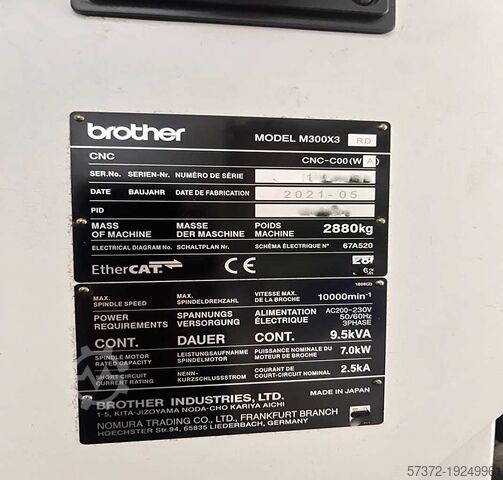 brother
MODEL M300X3 RD
CNC CNC-C00(W A )
SER.No. SERIEN-Nr. NUMÉRO DE SÉRIE
DATE BAUJAHR DATE DE FABRICATION 2021-05
PID
MASS OF MACHINE MASSE DER MASCHINE POIDS MACHINE 2880kg
ELECTRICAL DIAGRAM No. SCHALTPLAN Nr. SCHÉMA ÉLECTRIQUE N° 67A520
EtherCAT CE
1808(2)
MAX. SPINDLE SPEED MAX. SPINDELDREHZAHL VITESSE MAX. DE LA BROCHE 10000min-1
POWER REQUIREMENTS SPANNUNGS VERSORGUNG ALIMENTATION ÉLECTRIQUE AC200-230V 50/60Hz 3PHASE
CONT. DAUER CONT. 9.5kVA
SPINDLE MOTOR RATED CAPACITY LEISTUNGSAUFNAHME SPINDELMOTOR PUISSANCE NOMINALE DU MOTEUR DE BROCHE 7.0kW
SHORT CIRCUIT CURRENT RATING NENN-KURZSCHLUSSSTROM COURANT DE COURT-CIRCUIT NOMINAL 2.5kA
BROTHER INDUSTRIES, LTD. MADE IN JAPAN
1-5, KITA-JIZOYAMA NODA-CHO KARIYA AICHI
NOMURA TRADING CO., LTD., FRANKFURT BRANCH
HOECHSTER Str.94, 65835 LIEDERBACH, GERMANY
57372-19249961